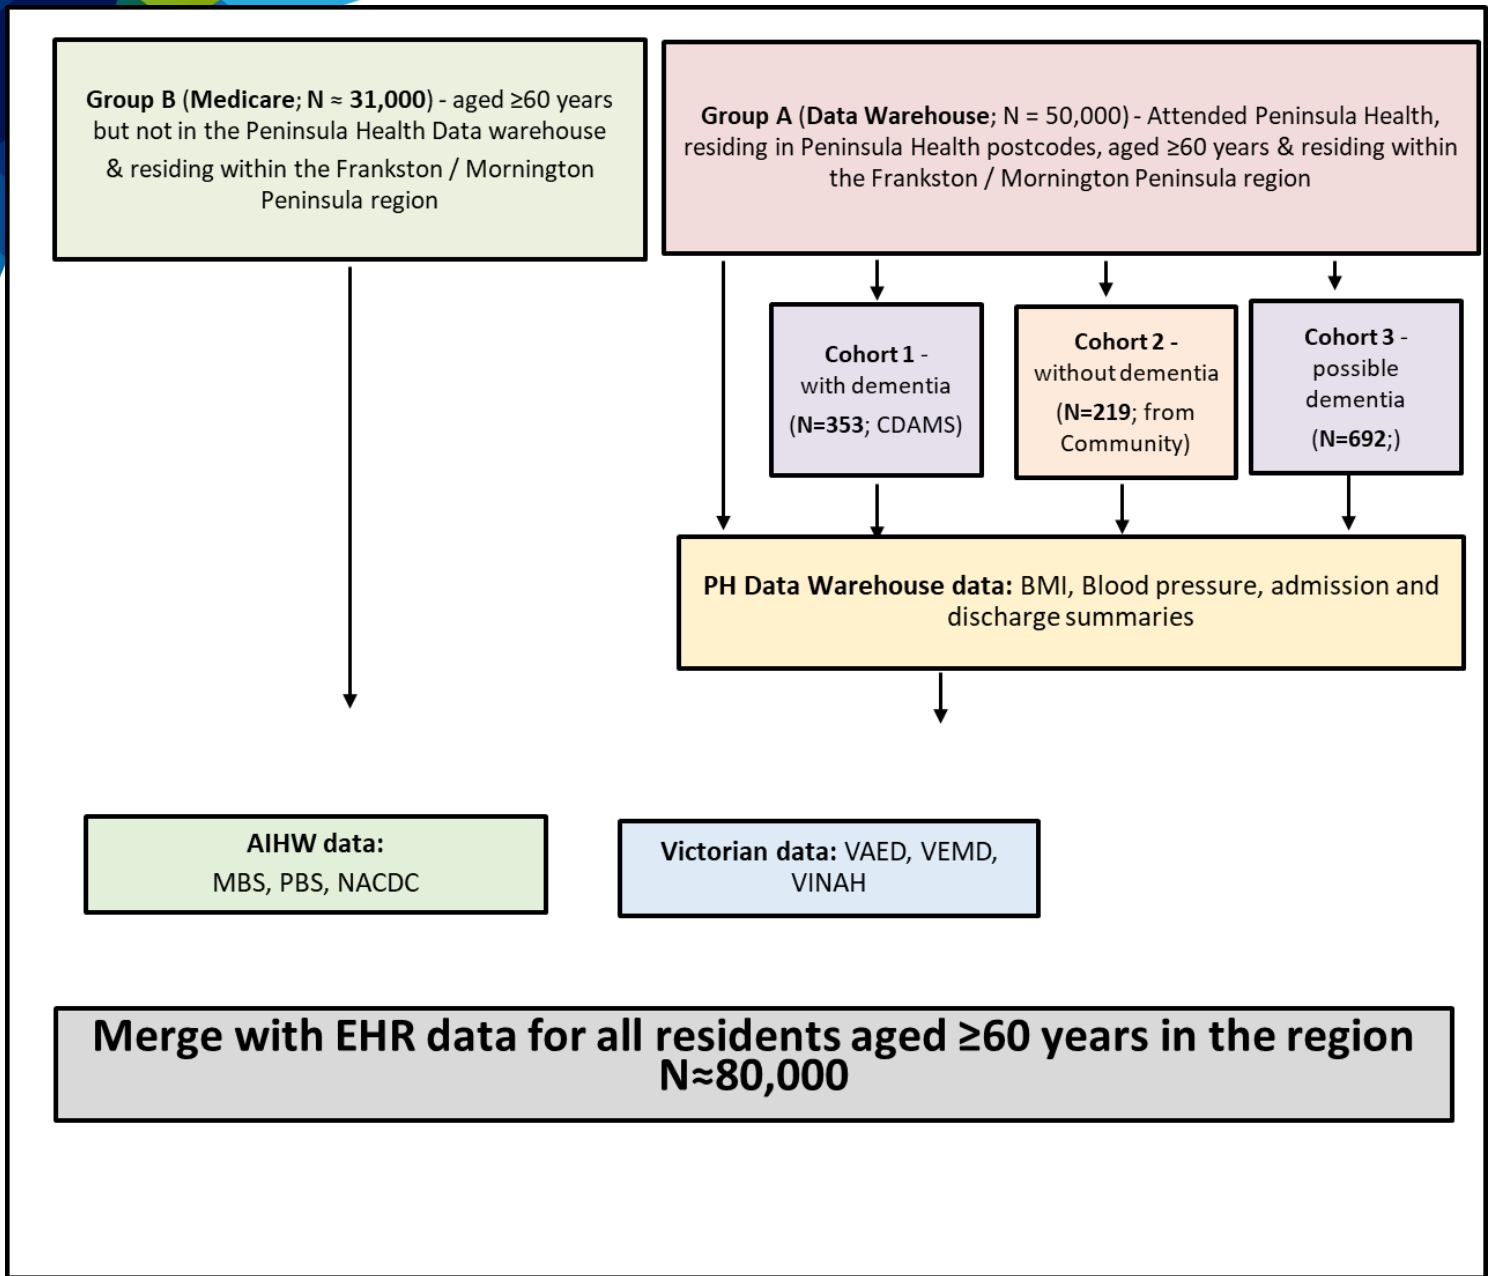 Group B (Medicare; N ≈ 31,000) - aged ≥60 years
but not in the Peninsula Health Data warehouse
& residing within the Frankston / Mornington
Peninsula region
Group A (Data Warehouse; N = 50,000) - Attended Peninsula Health,
residing in Peninsula Health postcodes, aged ≥60 years & residing within
the Frankston / Mornington Peninsula region
Cohort 1 -
with dementia
(N=353; CDAMS)
Cohort 2 -
without dementia
(N=219; from
Community)
Cohort 3 -
possible
dementia
(N=692;)
PH Data Warehouse data: BMI, Blood pressure, admission and
discharge summaries
AIHW data:
MBS, PBS, NACDC
Victorian data: VAED, VEMD,
VINAH
Merge with EHR data for all residents aged ≥60 years in the region
N≈80,000